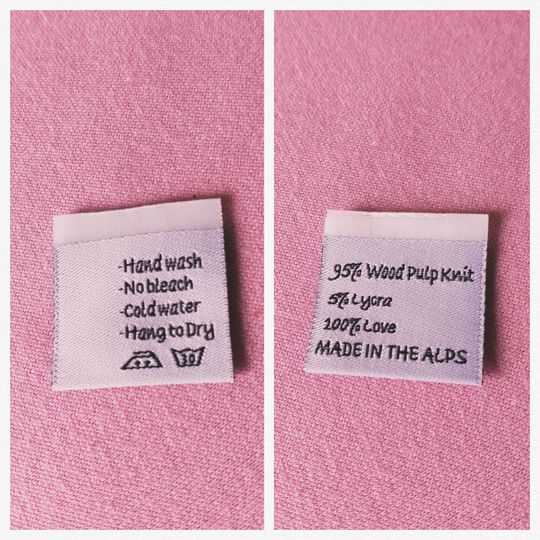 -Hand wash
-No bleach
-Cold water
-Hang to Dry
30
95% Wood Pulp Knit
5% Lycra
100% Love
MADE IN THE ALPS